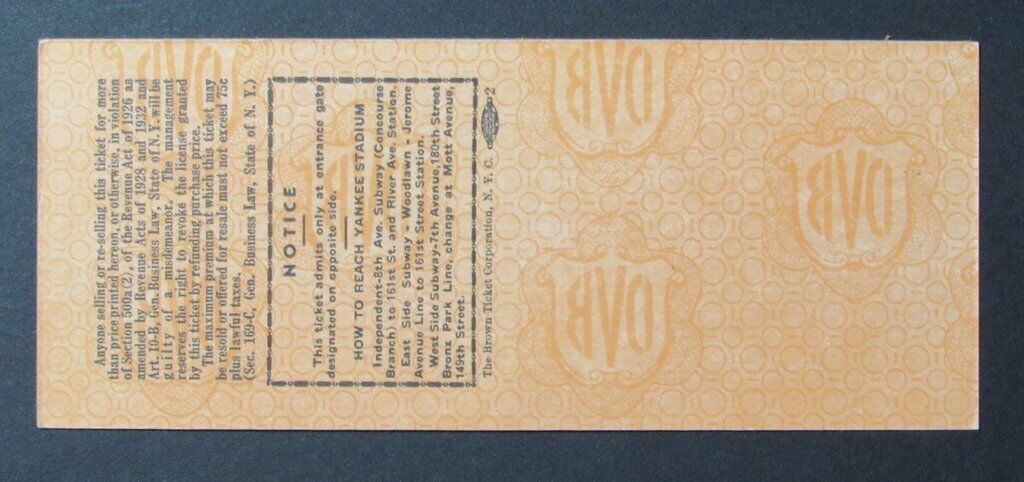 Anyone selling or re-selling this ticket for more
than price printed hereon, or otherwise, in violation
of Section 500a(2), of the Revenue Act of 1926 as
amended by Revenue Acts of 1928 and 1932 and
Art. 10-B, Gen. Business Law, State of N. Y. will be
guilty of a misdemeanor. The management
reserves the right to revoke the license granted
by this ticket by refunding purchase price.
The maximum premium at which this ticket may
be resold or offered for resale must not exceed 75c
plus lawful taxes.
(Sec. 169-C, Gen. Business Law, State of N. Y.)
NOTICE
This ticket admits only at entrance gate
designated on opposite side.
HOW TO REACH YANKEE STADIUM
Independent-8th Ave. Subway (Concourse
Branch) to 161st St. and River Ave. Station.
East Side Subway - Woodlawn - Jerome
Avenue Line to 161st Street Station.
West Side Subway-7th Avenue, 180th Street
Bronx Park Line, change at Mott Avenue,
149th Street.
The Brown Ticket Corporation, N. Y. C. 2